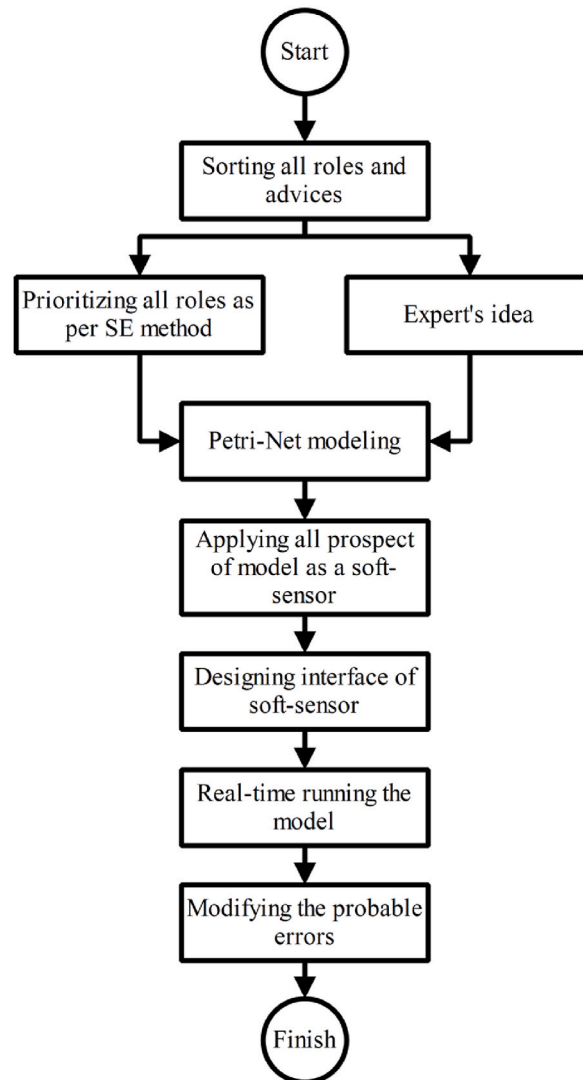 Start
Sorting all roles and
advices
Prioritizing all roles as
per SE method
Expert's idea
Petri-Net modeling
Applying all prospect
of model as a soft-
sensor
Designing interface of
soft-sensor
Real-time running the
model
Modifying the probable
errors
Finish